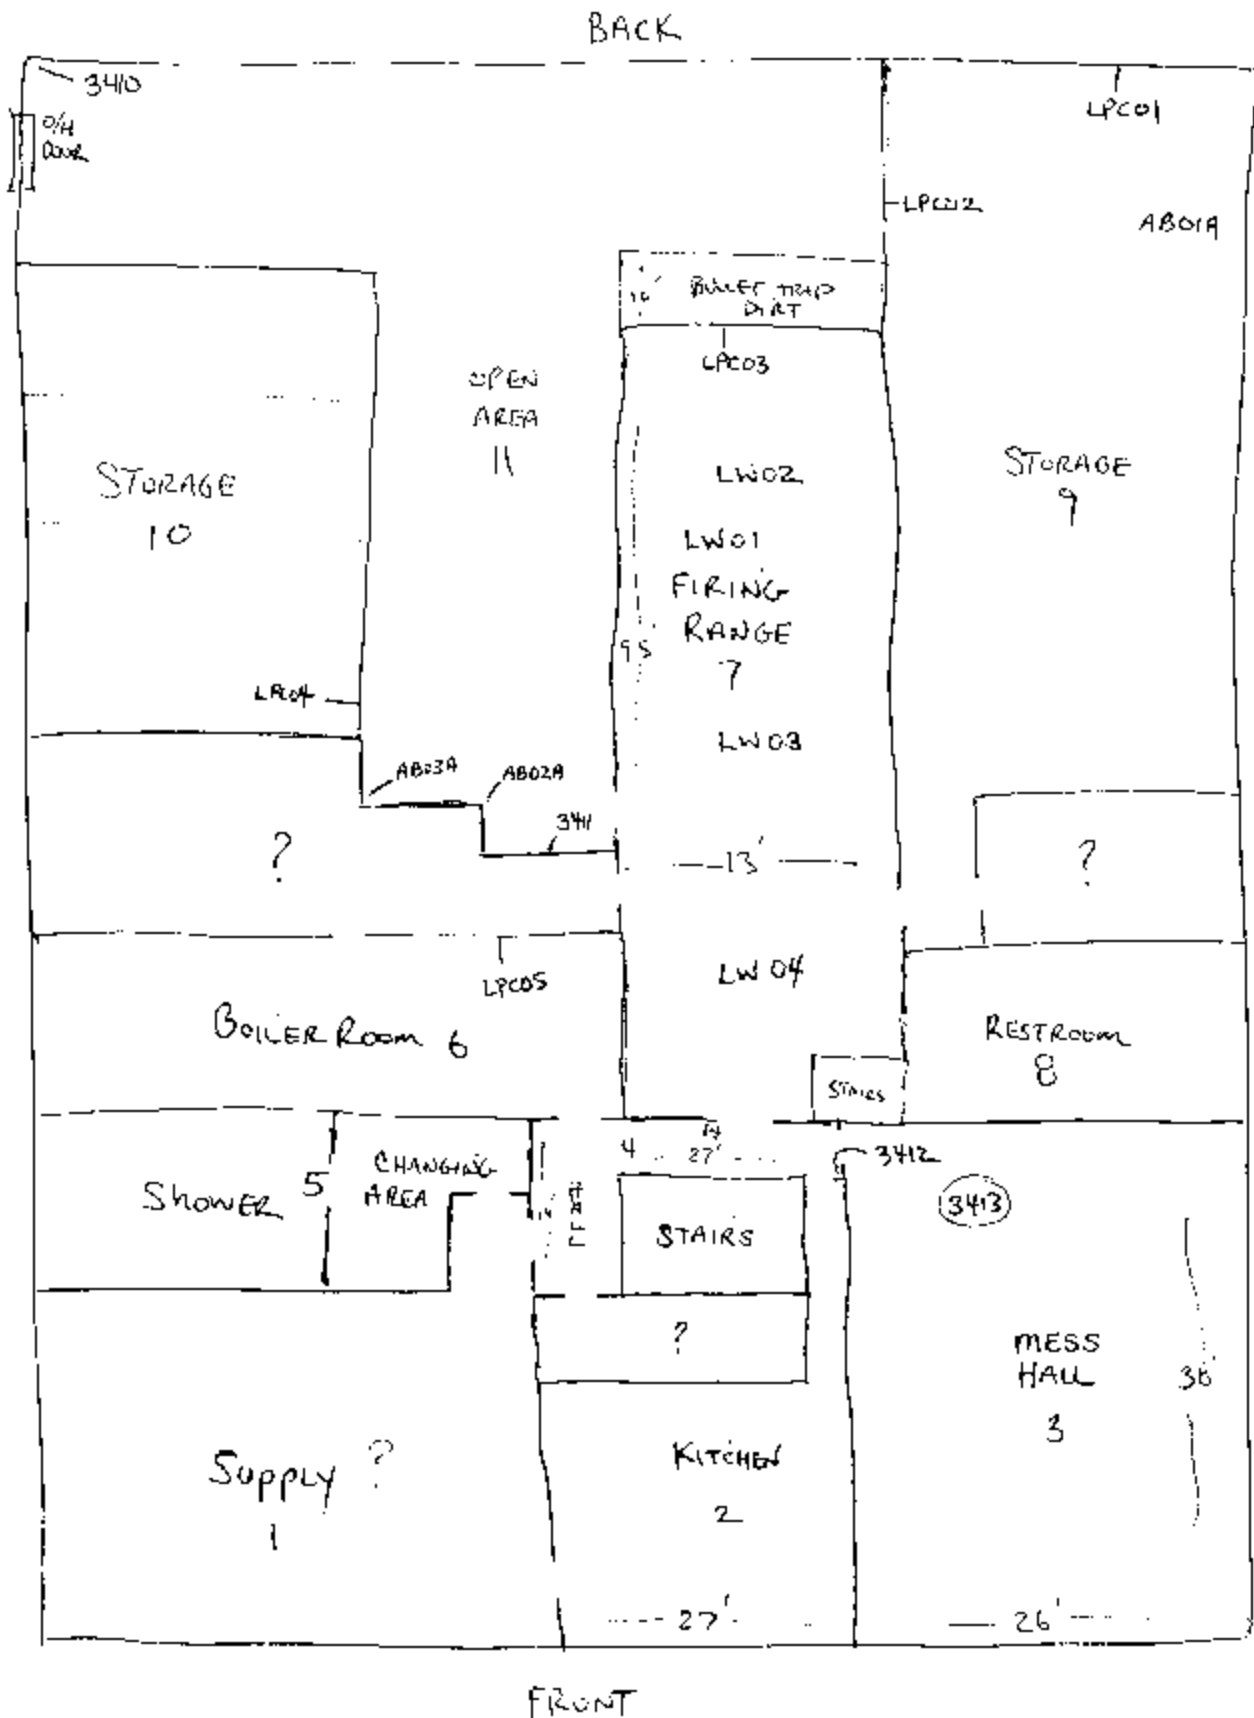 BACK
3410
LPC01
O/H
DOOR
LPC02
AB01A
BULLET TRAP
DIRT
LPC03
OPEN
AREA
11
LW02
STORAGE
9
STORAGE
10
LW01
FIRING
RANGE
7
95'
LPC04
LW03
AB03A
AB02A
3411
?
13'
?
LPC05
LW04
BOILER ROOM 6
RESTROOM
8
STAIRS
4
27'
3412
SHOWER
5
CHANGING
AREA
HALL
STAIRS
3413
?
MESS
HALL
3
36'
SUPPLY ?
1
KITCHEN
2
27'
26'
FRONT